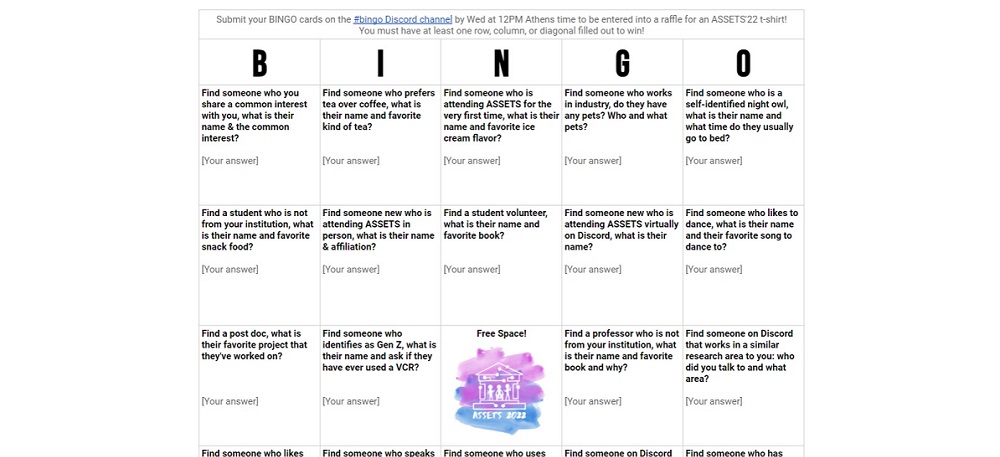 Submit your BINGO cards on the #bingo Discord channel by Wed at 12PM Athens time to be entered into a raffle for an ASSETS'22 t-shirt!
You must have at least one row, column, or diagonal filled out to win!
B
I
N
G
O
Find someone who you
share a common interest
with you, what is their
name & the common
interest?
[Your answer]
Find someone who prefers
tea over coffee, what is
their name and favorite
kind of tea?
[Your answer]
Find someone who is
attending ASSETS for the
very first time, what is their
name and favorite ice
cream flavor?
[Your answer]
Find someone who works
in industry, do they have
any pets? Who and what
pets?
[Your answer]
Find someone who is a
self-identified night owl,
what is their name and
what time do they usually
go to bed?
[Your answer]
Find a student who is not
from your institution, what
is their name and favorite
snack food?
[Your answer]
Find someone new who is
attending ASSETS in
person, what is their name
& affiliation?
[Your answer]
Find a student volunteer,
what is their name and
favorite book?
[Your answer]
Find someone new who is
attending ASSETS virtually
on Discord, what is their
name?
[Your answer]
Find someone who likes to
dance, what is their name
and their favorite song to
dance to?
[Your answer]
Find a post doc, what is
their favorite project that
they've worked on?
[Your answer]
Find someone who
identifies as Gen Z, what is
their name and ask if they
have ever used a VCR?
[Your answer]
Free Space!
ASSETS 2022
Find a professor who is not
from your institution, what
is their name and favorite
book and why?
[Your answer]
Find someone on Discord
that works in a similar
research area to you: who
did you talk to and what
area?
[Your answer]
Find someone who likes
Find someone who speaks
Find someone who uses
Find someone on Discord
Find someone who has